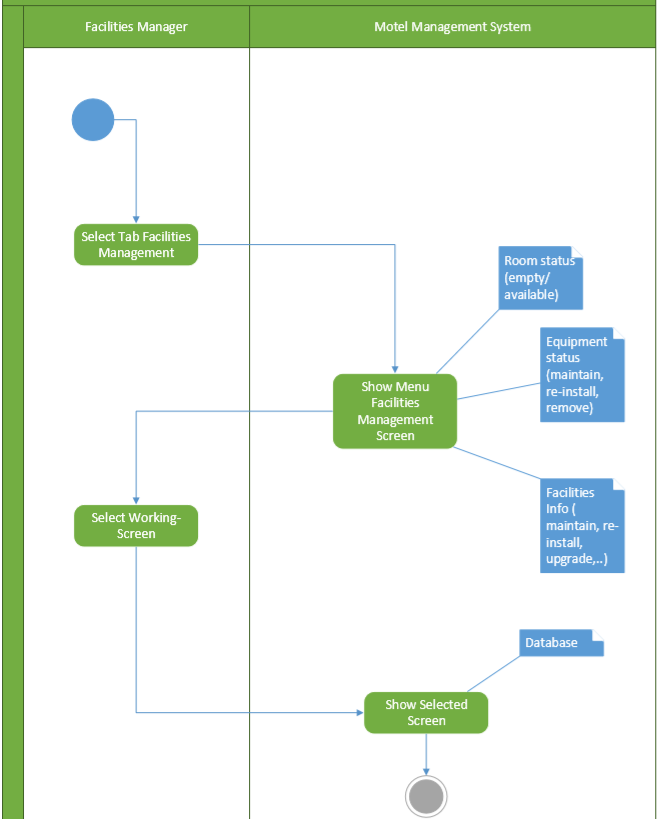 Facilities Manager
Motel Management System
Select Tab Facilities
Management
Room status
(empty/
available)
Equipment
status
(maintain,
re-install,
remove)
Show Menu
Facilities
Management
Screen
Facilities
Info (
maintain, re-
install,
upgrade,..)
Select Working-
Screen
Database
Show Selected
Screen